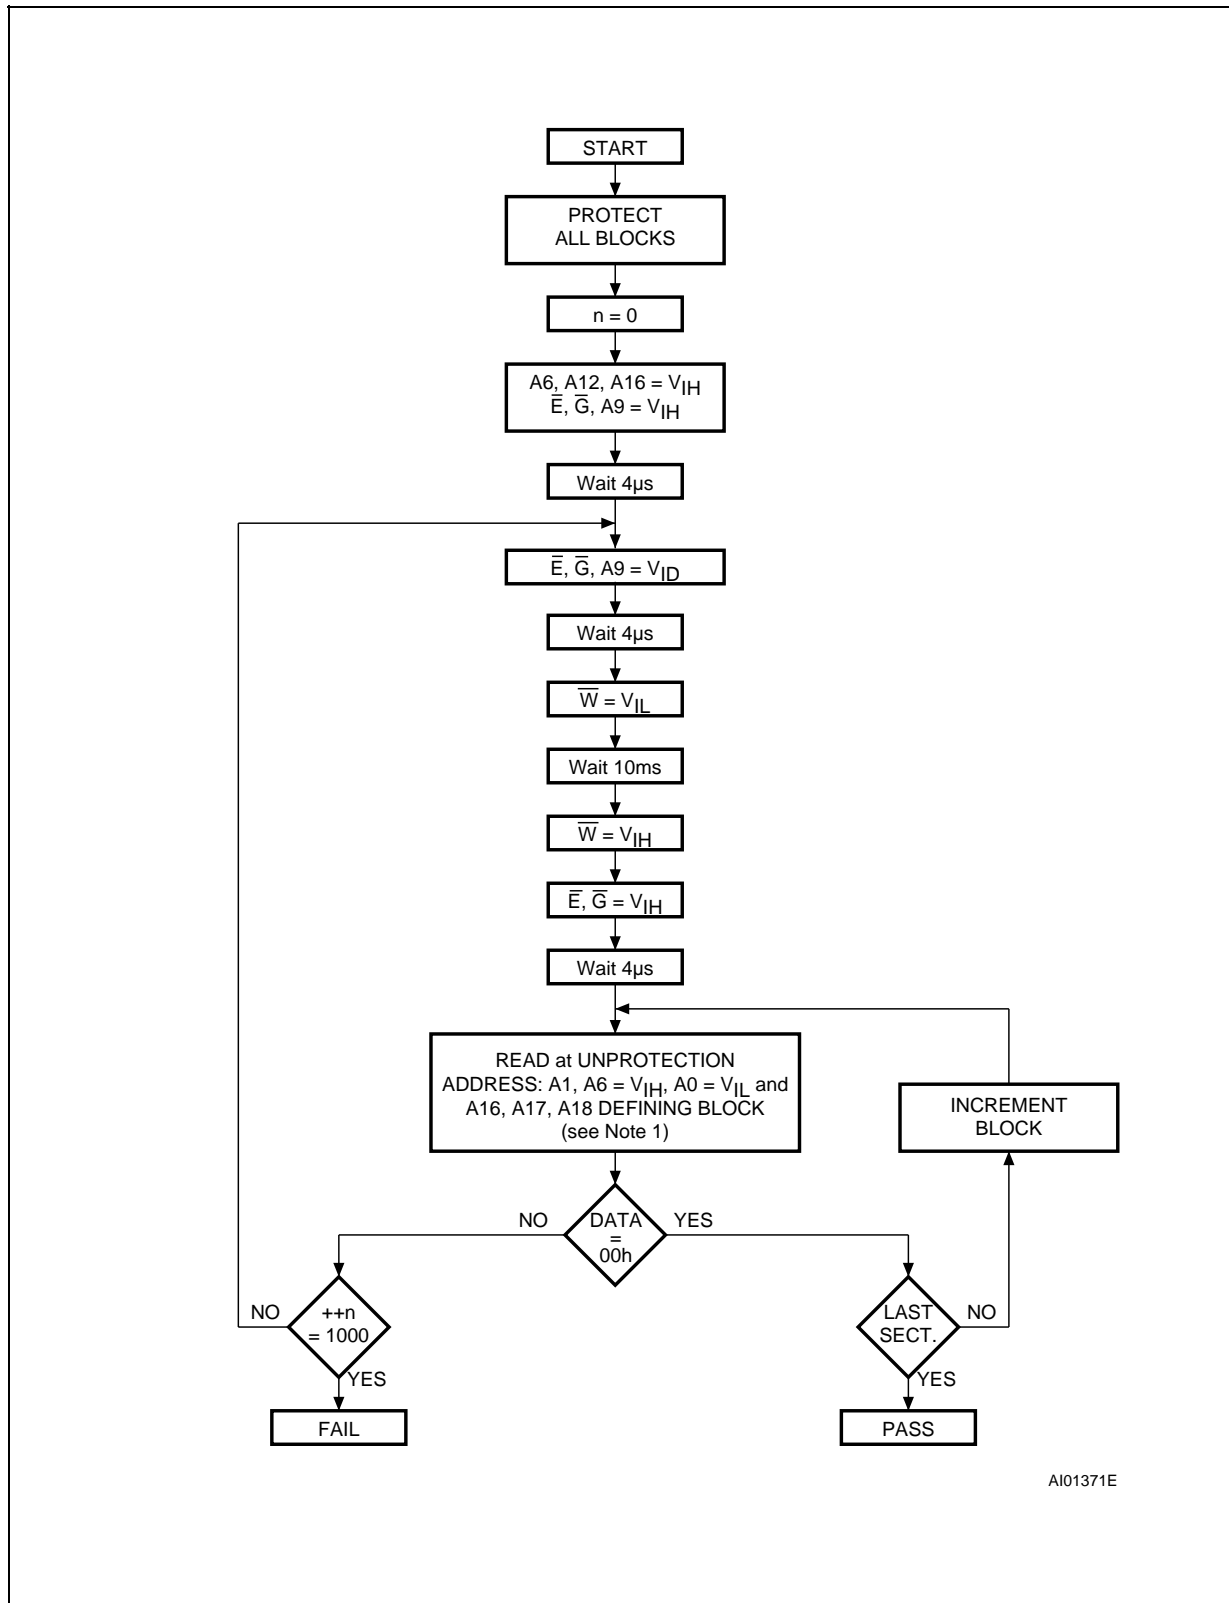 START
PROTECT
ALL BLOCKS
n = 0
A6, A12, A16 = VIH
E̅, G̅, A9 = VIH
Wait 4µs
E̅, G̅, A9 = VID
Wait 4µs
W̅ = VIL
Wait 10ms
W̅ = VIH
E̅, G̅ = VIH
Wait 4µs
READ at UNPROTECTION
ADDRESS: A1, A6 = VIH, A0 = VIL and
A16, A17, A18 DEFINING BLOCK
(see Note 1)
INCREMENT
BLOCK
NO
DATA
=
00h
YES
NO
++n
= 1000
YES
LAST
SECT.
NO
YES
FAIL
PASS
AI01371E